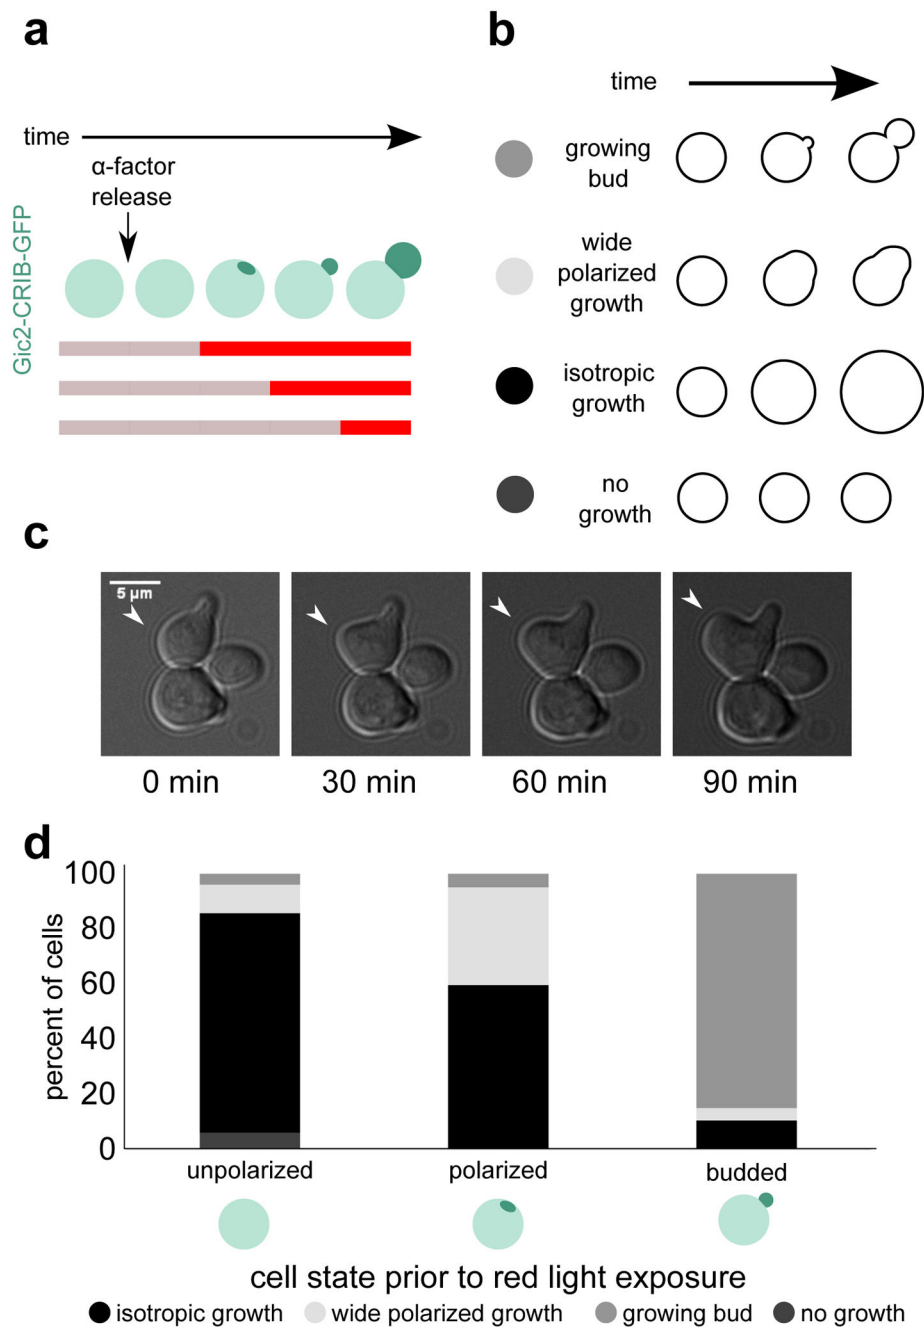 a
time
α-factor
release
Gic2-CRIB-GFP
b
time
growing
bud
wide
polarized
growth
isotropic
growth
no
growth
c
5 μm
0 min
30 min
60 min
90 min
d
percent of cells
100
80
60
40
20
0
unpolarized
polarized
budded
cell state prior to red light exposure
isotropic growth
wide polarized growth
growing bud
no growth